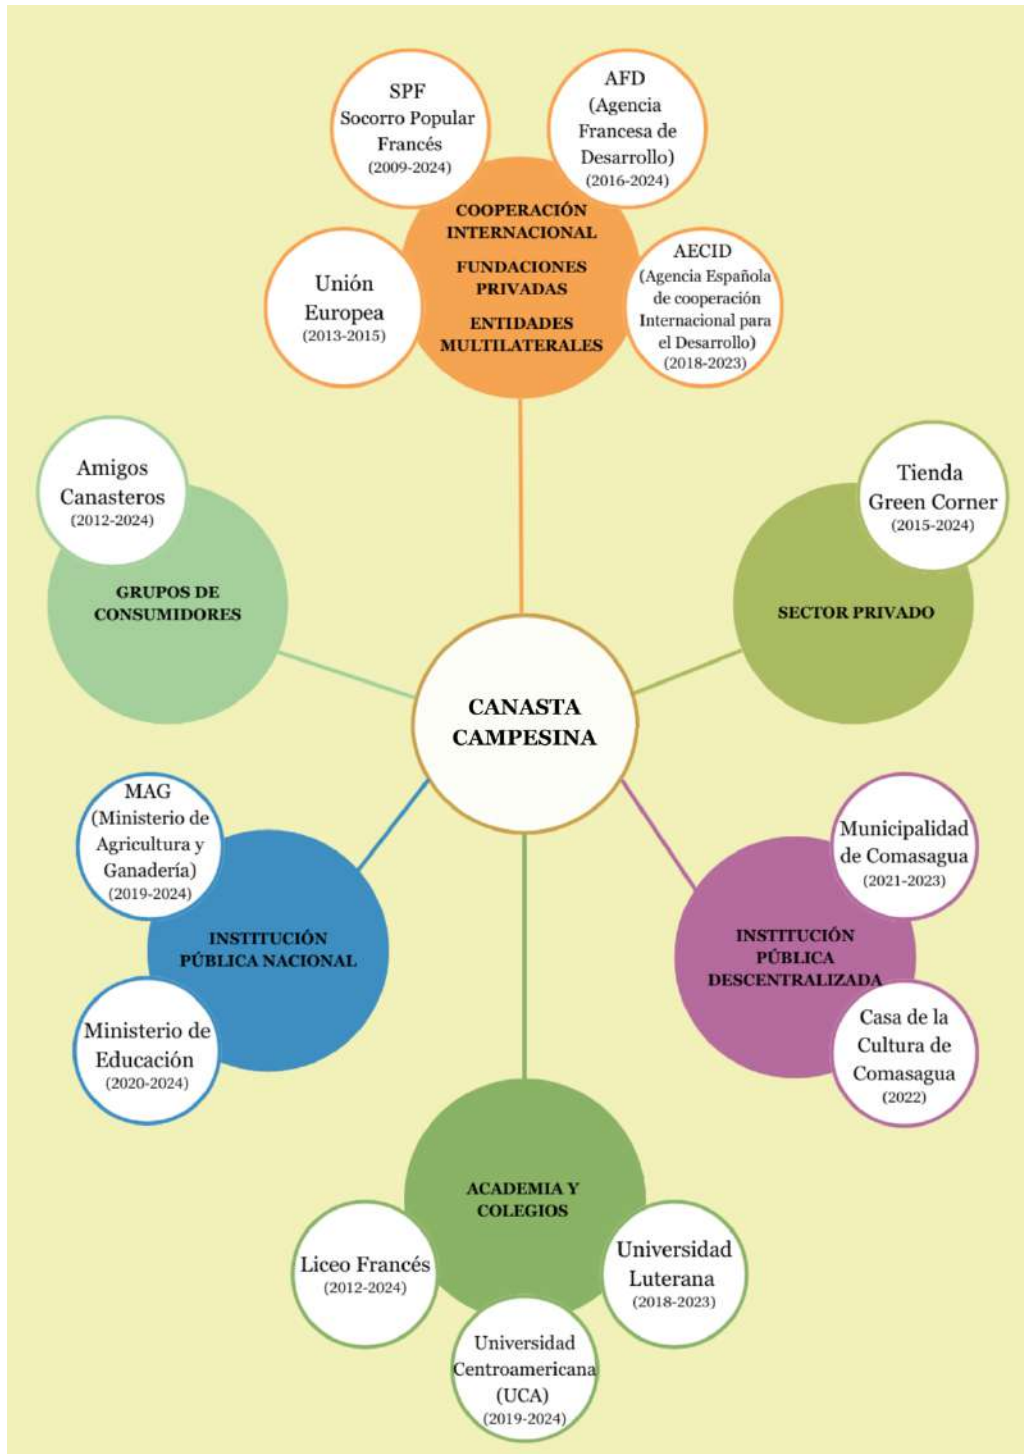 SPF
Socorro Popular
Francés
(2009-2024)
AFD
(Agencia
Francesa de
Desarrollo)
(2016-2024)
COOPERACIÓN
INTERNACIONAL
FUNDACIONES
PRIVADAS
ENTIDADES
MULTILATERALES
Unión
Europea
(2013-2015)
AECID
(Agencia Española
de cooperación
Internacional para
el Desarrollo)
(2018-2023)
Amigos
Canasteros
(2012-2024)
GRUPOS DE
CONSUMIDORES
Tienda
Green Corner
(2015-2024)
SECTOR PRIVADO
CANASTA
CAMPESINA
MAG
(Ministerio de
Agricultura y
Ganadería)
(2019-2024)
INSTITUCIÓN
PÚBLICA NACIONAL
Ministerio de
Educación
(2020-2024)
Municipalidad
de Comasagua
(2021-2023)
INSTITUCIÓN
PÚBLICA
DESCENTRALIZADA
Casa de la
Cultura de
Comasagua
(2022)
ACADEMIA Y
COLEGIOS
Liceo Francés
(2012-2024)
Universidad
Centroamericana
(UCA)
(2019-2024)
Universidad
Luterana
(2018-2023)